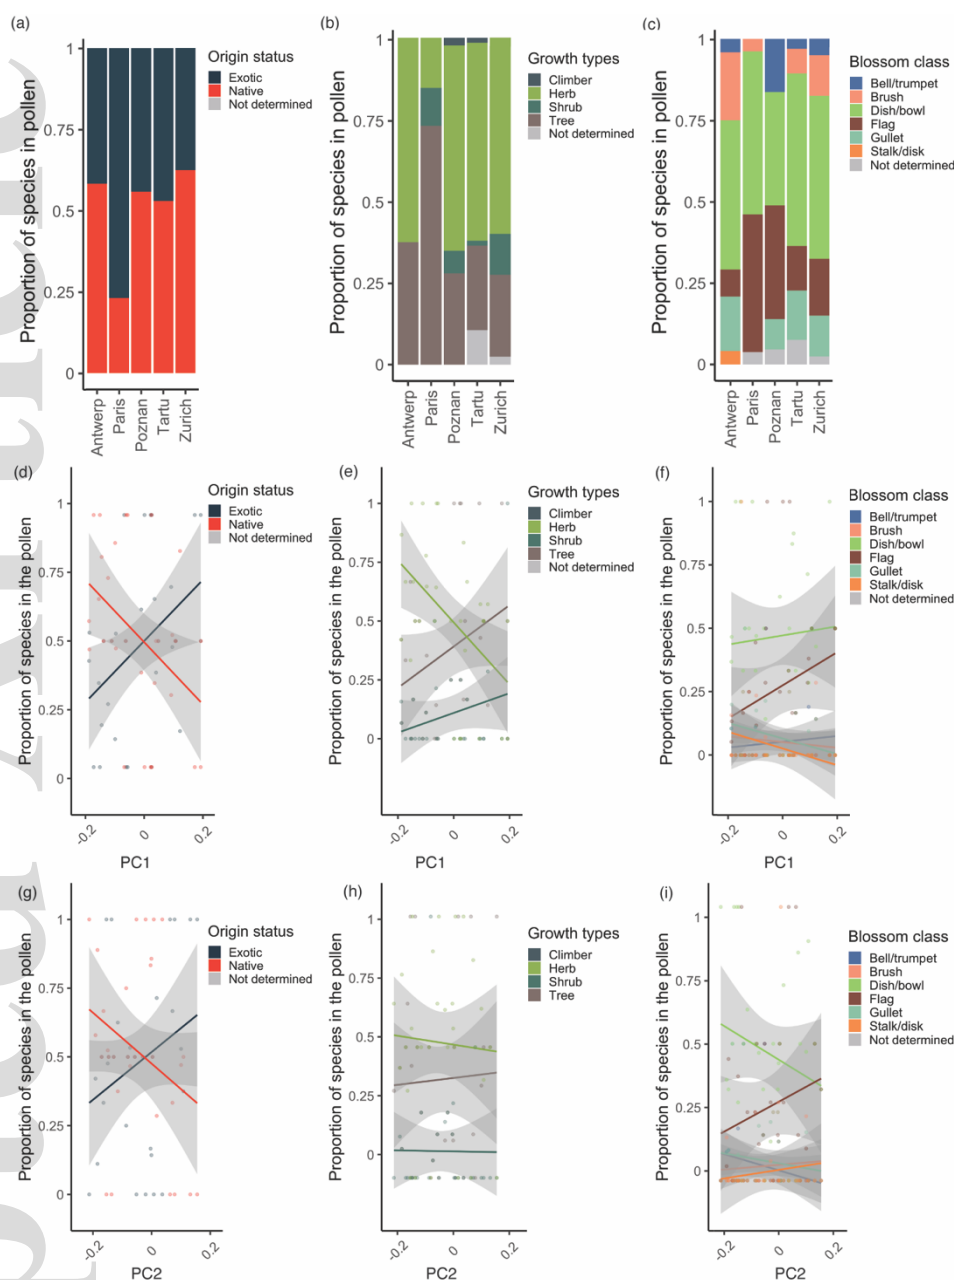 (a)
Origin status
Exotic
Native
Not determined
Proportion of species in pollen
1
0.75
0.5
0.25
0
Antwerp
Paris
Poznan
Tartu
Zurich
(b)
Growth types
Climber
Herb
Shrub
Tree
Not determined
Proportion of species in pollen
1
0.75
0.5
0.25
0
Antwerp
Paris
Poznan
Tartu
Zurich
(c)
Blossom class
Bell/trumpet
Brush
Dish/bowl
Flag
Gullet
Stalk/disk
Not determined
Proportion of species in pollen
1
0.75
0.5
0.25
0
Antwerp
Paris
Poznan
Tartu
Zurich
(d)
Origin status
Exotic
Native
Not determined
Proportion of species in the pollen
1
0.75
0.5
0.25
0
-0.2
0
0.2
PC1
(e)
Growth types
Climber
Herb
Shrub
Tree
Not determined
Proportion of species in the pollen
1
0.75
0.5
0.25
0
-0.2
0
0.2
PC1
(f)
Blossom class
Bell/trumpet
Brush
Dish/bowl
Flag
Gullet
Stalk/disk
Not determined
Proportion of species in the pollen
1
0.5
0.25
0
-0.2
0
0.2
PC1
(g)
Origin status
Exotic
Native
Not determined
Proportion of species in the pollen
1
0.75
0.5
0.25
0
-0.2
0
0.2
PC2
(h)
Growth types
Climber
Herb
Shrub
Tree
Proportion of species in the pollen
1
0.75
0.5
0.25
0
-0.2
0
0.2
PC2
(i)
Blossom class
Bell/trumpet
Brush
Dish/bowl
Flag
Gullet
Stalk/disk
Not determined
Proportion of species in the pollen
1
0.5
0.25
0
-0.2
0
0.2
PC2